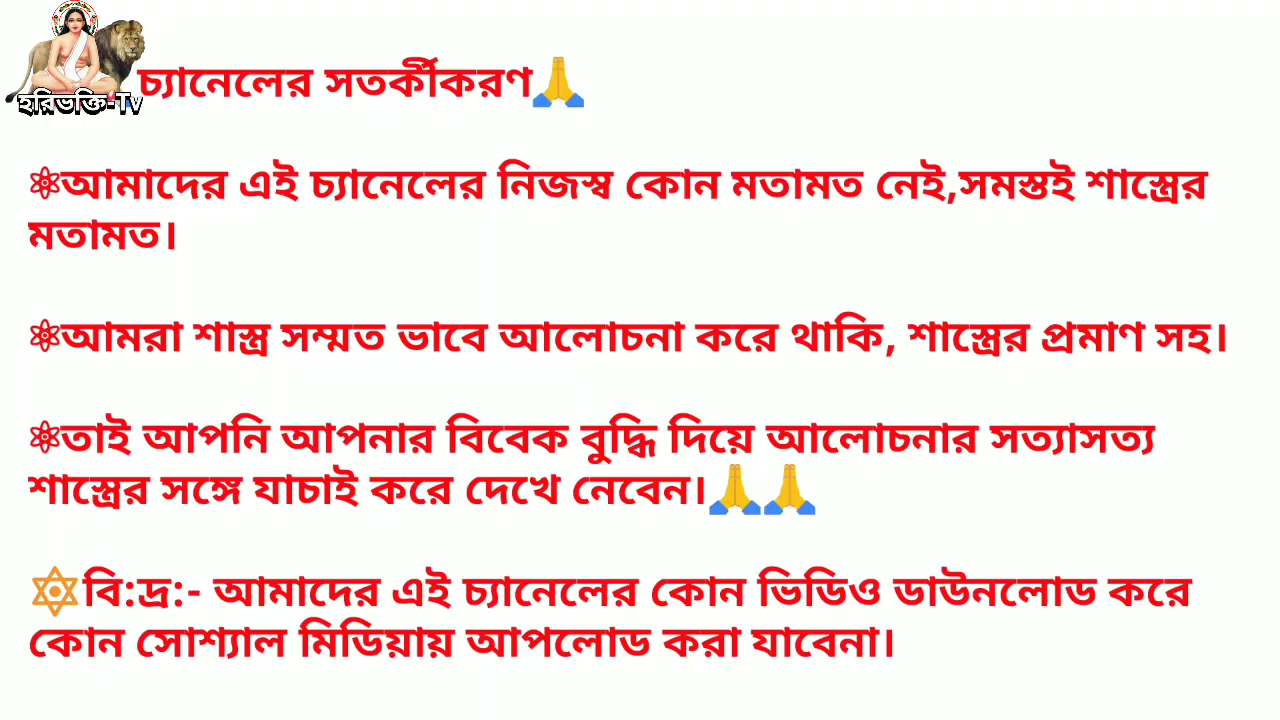 হরিভক্তি-Tv
চ্যানেলের সতর্কীকরণ🙏
⚛আমাদের এই চ্যানেলের নিজস্ব কোন মতামত নেই,সমস্তই শাস্ত্রের
মতামত।
⚛আমরা শাস্ত্র সম্মত ভাবে আলোচনা করে থাকি, শাস্ত্রের প্রমাণ সহ।
⚛তাই আপনি আপনার বিবেক বুদ্ধি দিয়ে আলোচনার সত্যাসত্য
শাস্ত্রের সঙ্গে যাচাই করে দেখে নেবেন।🙏🙏
🔯বি:দ্র:- আমাদের এই চ্যানেলের কোন ভিডিও ডাউনলোড করে
কোন সোশ্যাল মিডিয়ায় আপলোড করা যাবেনা।